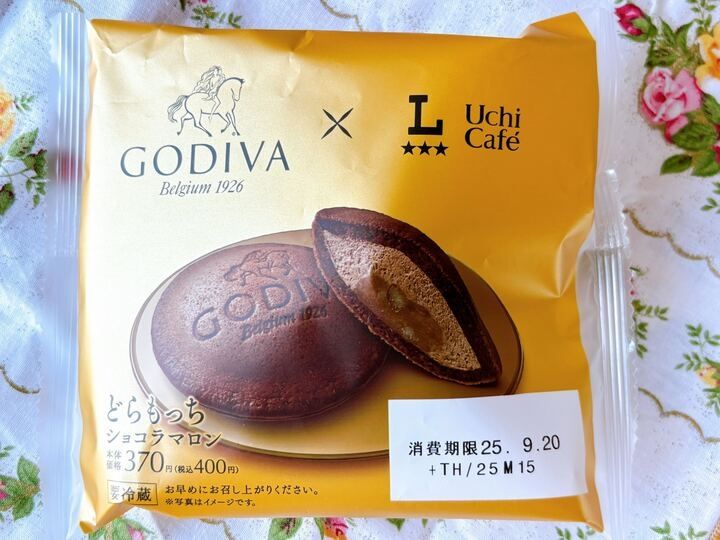 GODIVA
Belgium 1926
×
L
★★★
Uchi
Café
GODIVA
Belgium 1926
どらもっち
ショコラマロン
本体価格370円(税込400円)
要冷蔵 お早めにお召し上がりください。
※写真はイメージです。
消費期限25. 9.20
+TH/25M15